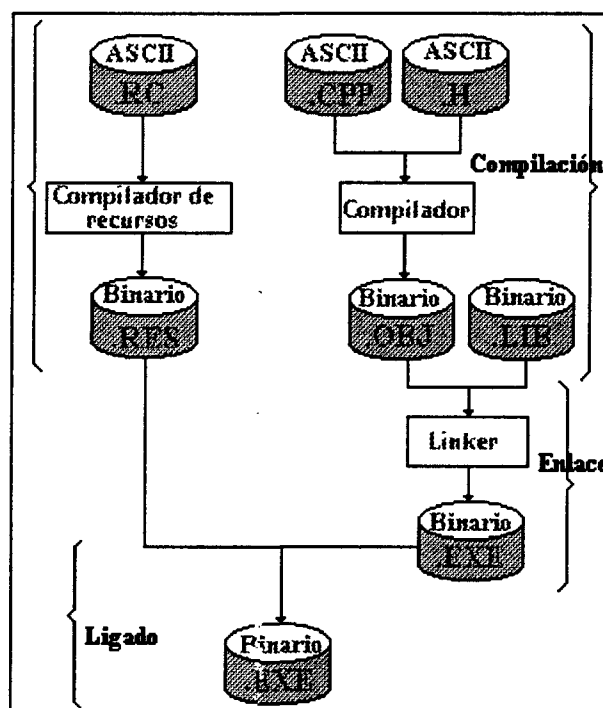 ASCII
.RC
ASCII
.CPP
ASCII
.H
Compilación
Compilador de
recursos
Compilador
Binario
.RES
Binario
.OBJ
Binario
.LIB
Linker
Enlace
Binario
.EXE
Ligado
Binario
.EXE